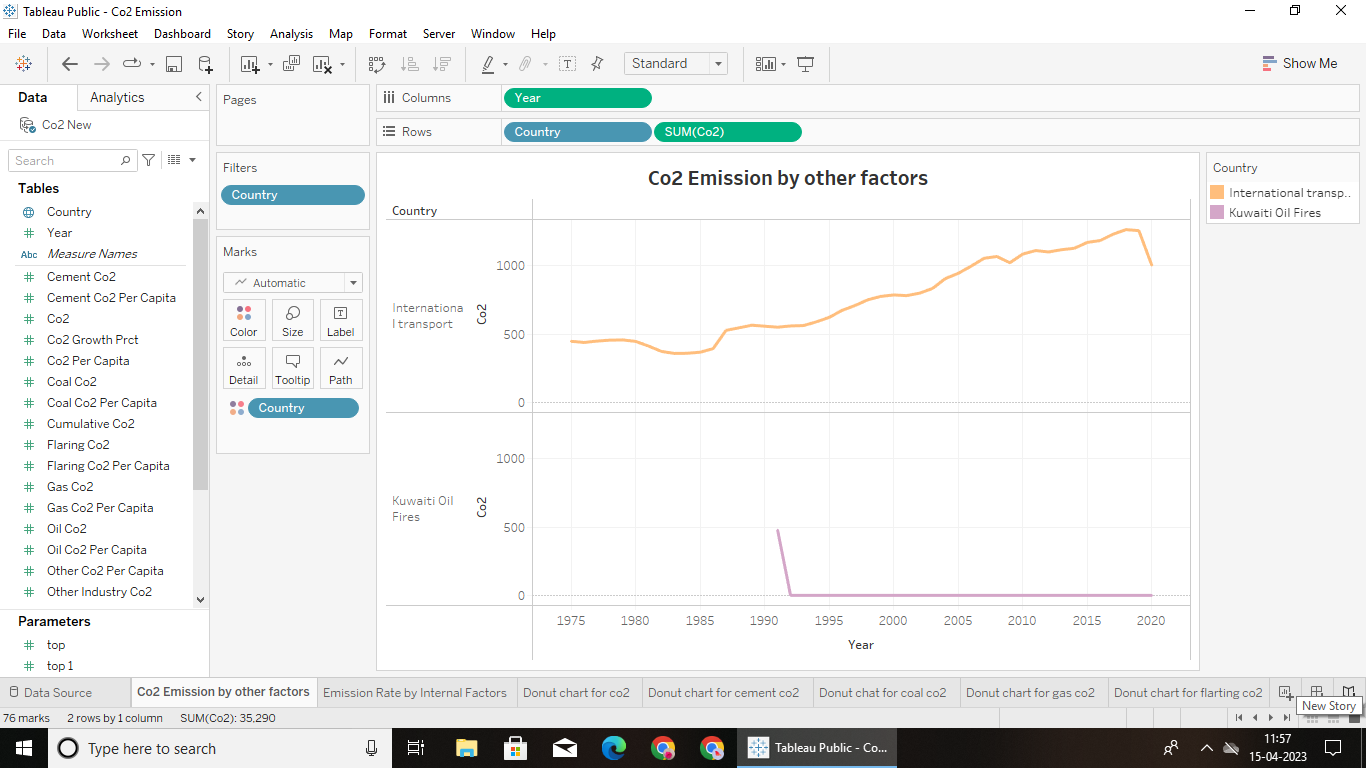 Tableau Public - Co2 Emission
File Data Worksheet Dashboard Story Analysis Map Format Server Window Help
Standard
Show Me
Data Analytics
Co2 New
Search
Tables
Country
Year
Abc Measure Names
Cement Co2
Cement Co2 Per Capita
Co2
Co2 Growth Prct
Co2 Per Capita
Coal Co2
Coal Co2 Per Capita
Cumulative Co2
Flaring Co2
Flaring Co2 Per Capita
Gas Co2
Gas Co2 Per Capita
Oil Co2
Oil Co2 Per Capita
Other Co2 Per Capita
Other Industry Co2
Parameters
top
top 1
Pages
Filters
Country
Marks
Automatic
Color Size Label
Detail Tooltip Path
Country
Columns Year
Rows Country SUM(Co2)
Co2 Emission by other factors
Country
Internationa
l transport
Co2
1000
500
0
Kuwaiti Oil
Fires
Co2
1000
500
0
1975 1980 1985 1990 1995 2000 2005 2010 2015 2020
Year
Country
International transp..
Kuwaiti Oil Fires
Data Source Co2 Emission by other factors Emission Rate by Internal Factors Donut chart for co2 Donut chart for cement co2 Donut chat for coal co2 Donut chart for gas co2 Donut chart for flarting co2
New Story
76 marks 2 rows by 1 column SUM(Co2): 35,290
Type here to search
Tableau Public - Co...
11:57
15-04-2023